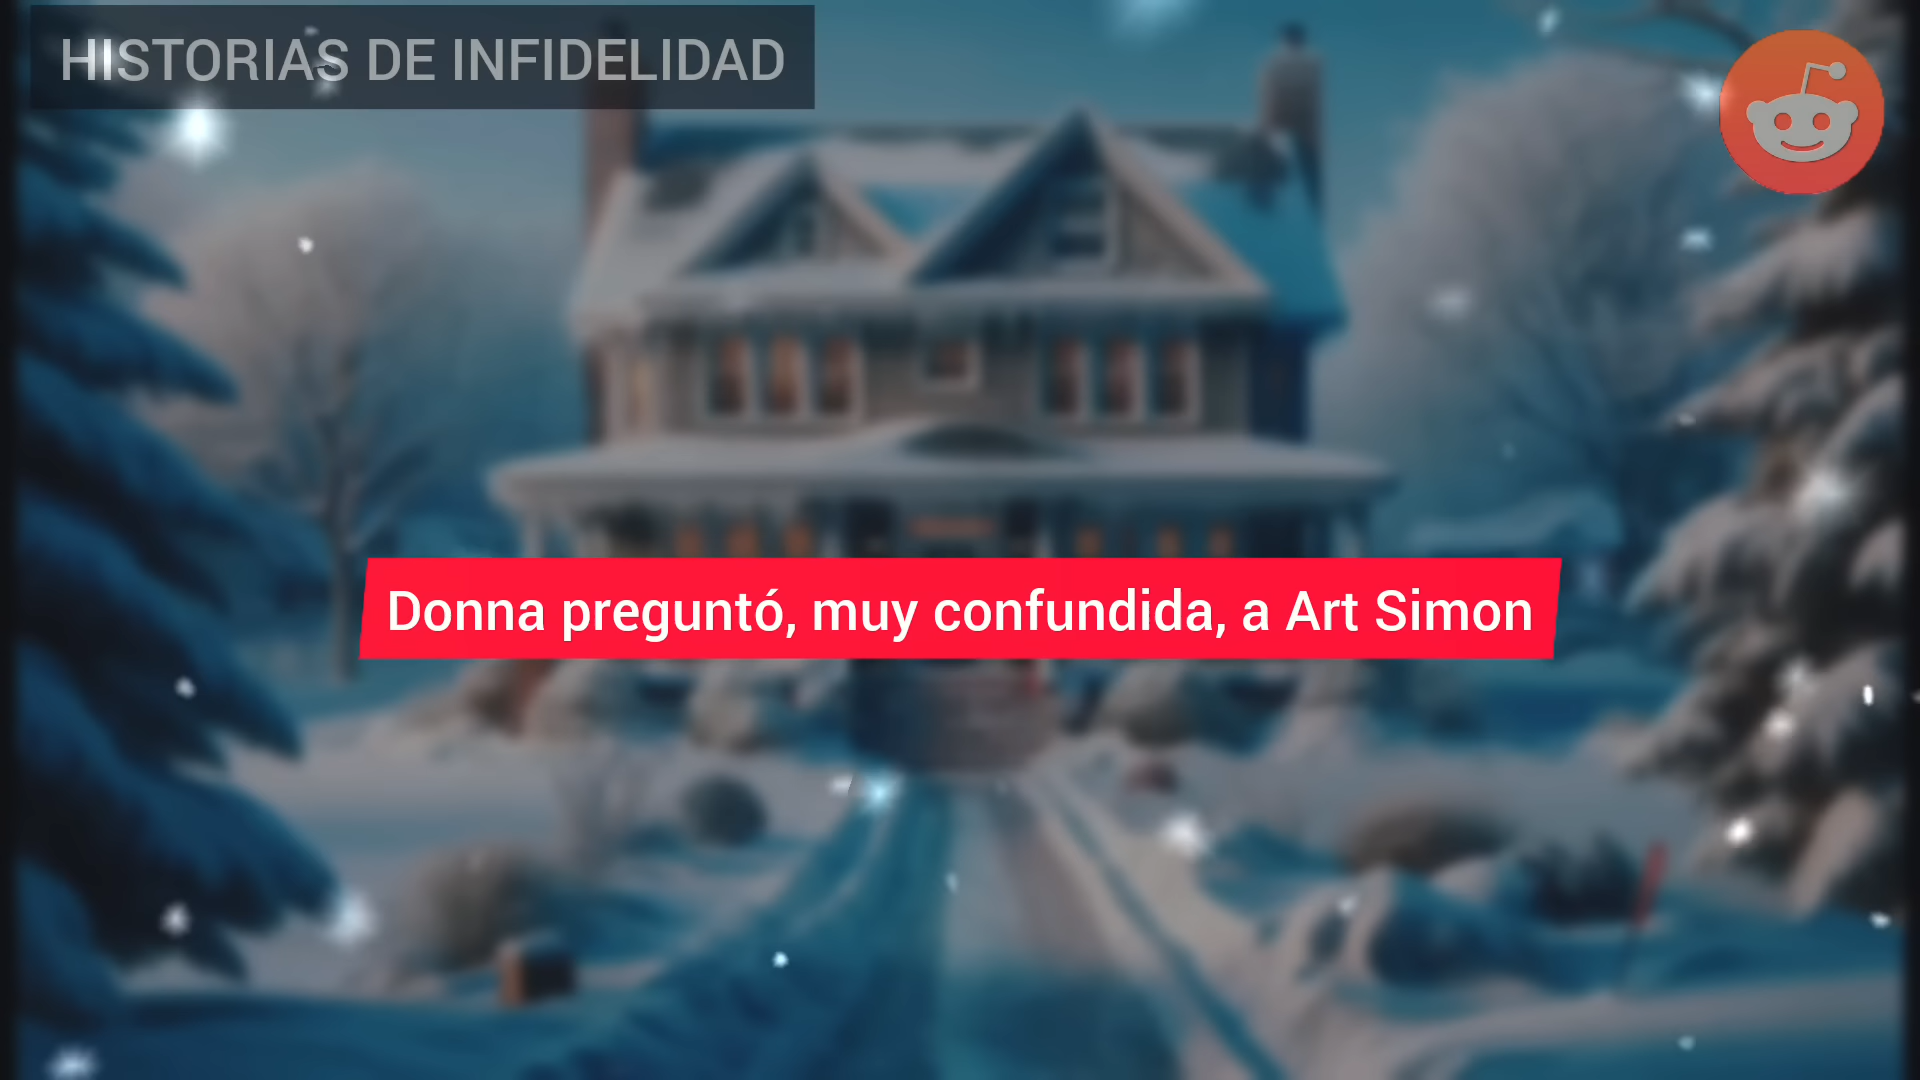 HISTORIAS DE INFIDELIDAD
Donna preguntó, muy confundida, a Art Simon